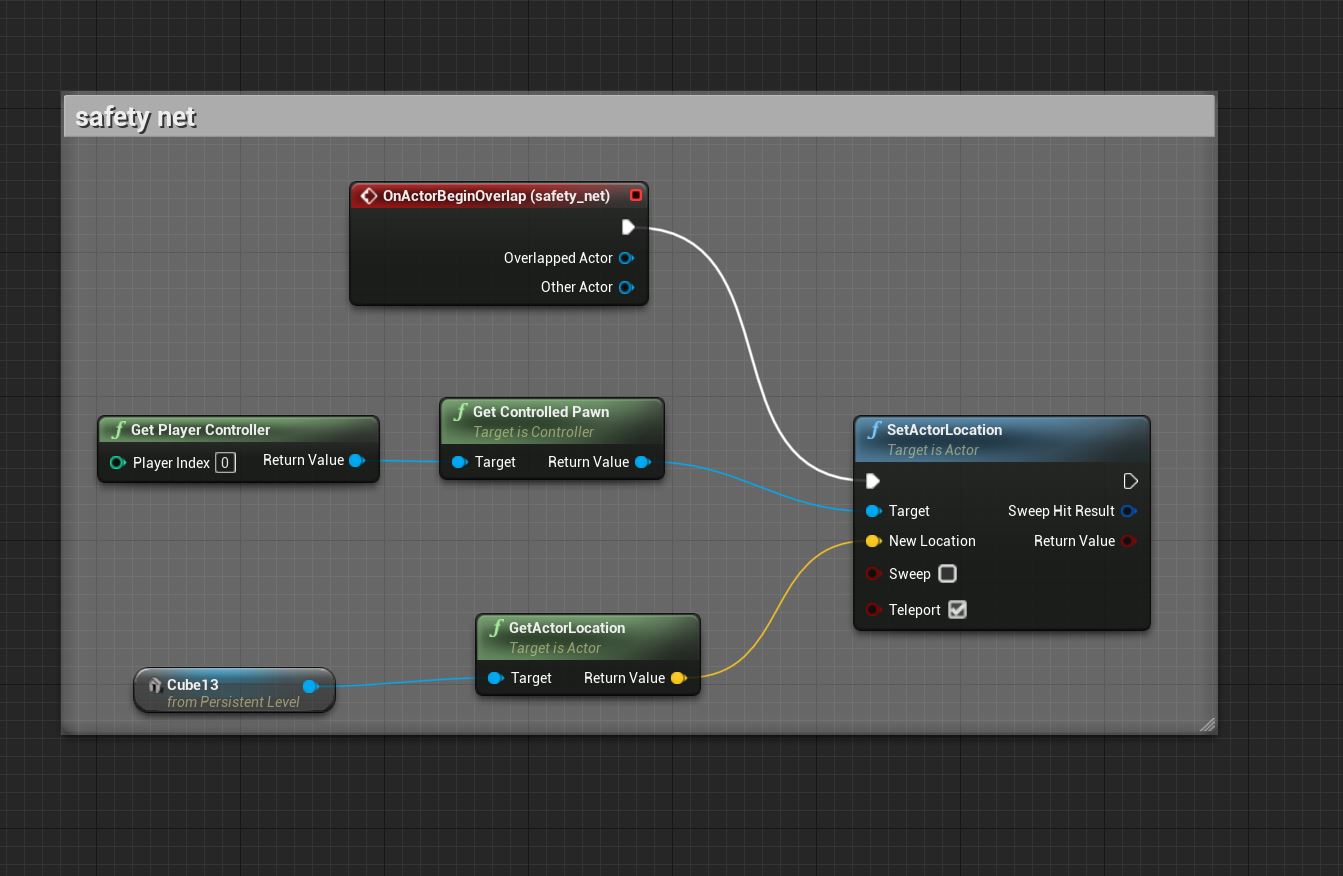 safety net
OnActorBeginOverlap (safety_net)
Overlapped Actor
Other Actor
Get Player Controller
Player Index 0
Return Value
Get Controlled Pawn
Target is Controller
Target
Return Value
SetActorLocation
Target is Actor
Target
Sweep Hit Result
New Location
Return Value
Sweep
Teleport
GetActorLocation
Target is Actor
Target
Return Value
Cube13
from Persistent Level